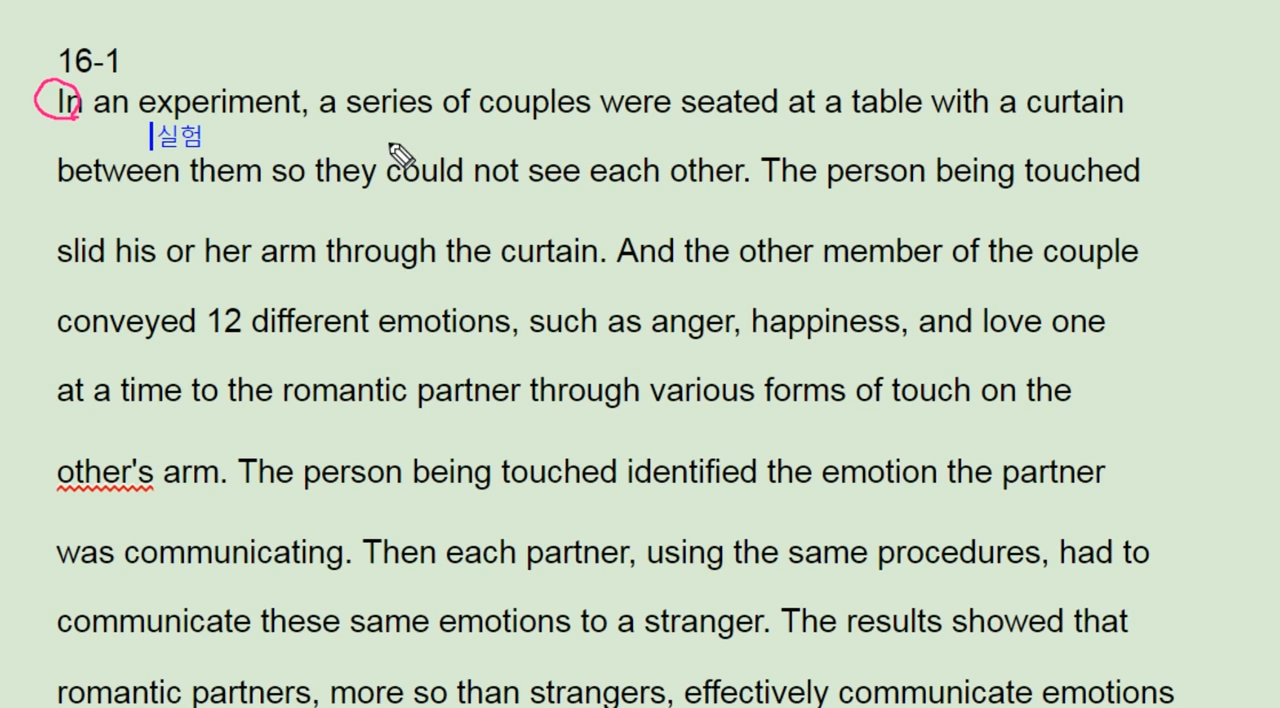 16-1
In an experiment, a series of couples were seated at a table with a curtain
실험
between them so they could not see each other. The person being touched
slid his or her arm through the curtain. And the other member of the couple
conveyed 12 different emotions, such as anger, happiness, and love one
at a time to the romantic partner through various forms of touch on the
other's arm. The person being touched identified the emotion the partner
was communicating. Then each partner, using the same procedures, had to
communicate these same emotions to a stranger. The results showed that
romantic partners, more so than strangers, effectively communicate emotions